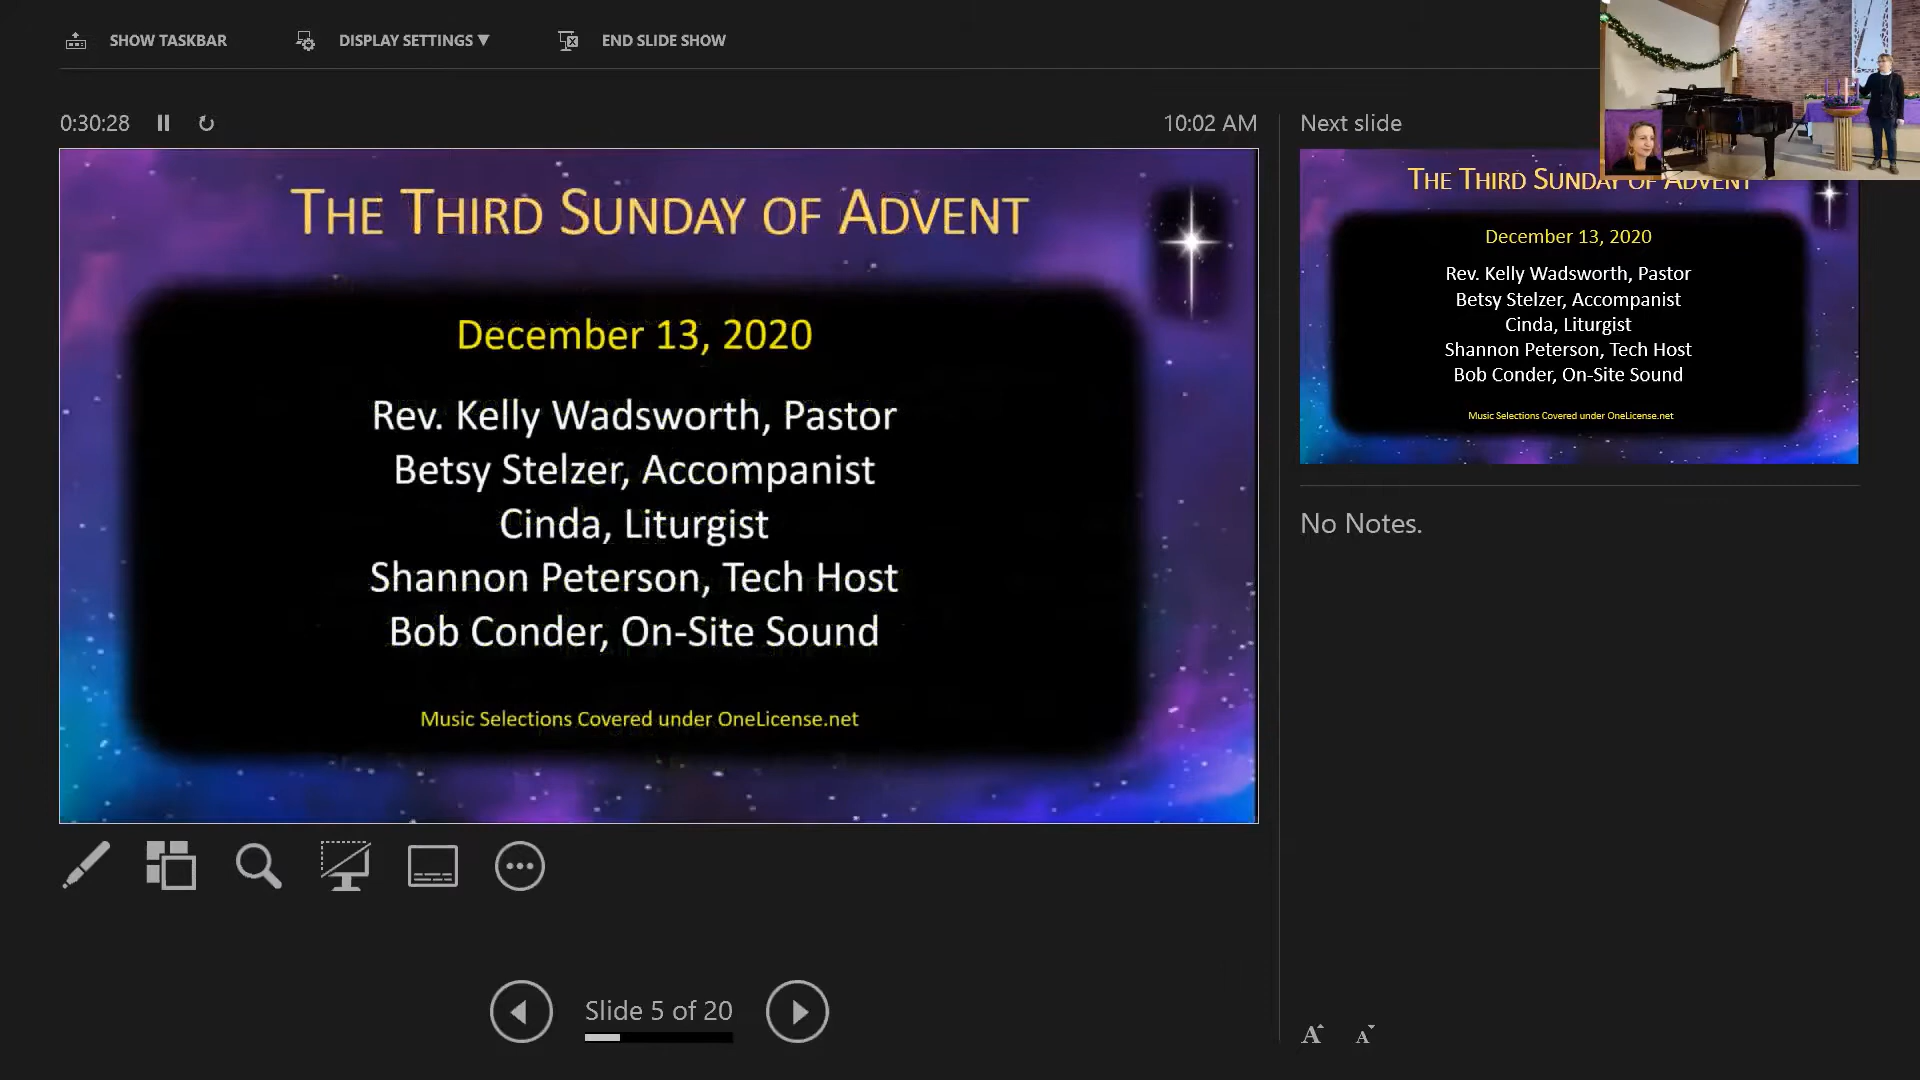 SHOW TASKBAR
DISPLAY SETTINGS ▼
END SLIDE SHOW
0:30:28
10:02 AM
THE THIRD SUNDAY OF ADVENT
December 13, 2020
Rev. Kelly Wadsworth, Pastor
Betsy Stelzer, Accompanist
Cinda, Liturgist
Shannon Peterson, Tech Host
Bob Conder, On-Site Sound
Music Selections Covered under OneLicense.net
Slide 5 of 20
Next slide
THE THIRD SUNDAY OF ADVENT
December 13, 2020
Rev. Kelly Wadsworth, Pastor
Betsy Stelzer, Accompanist
Cinda, Liturgist
Shannon Peterson, Tech Host
Bob Conder, On-Site Sound
Music Selections Covered under OneLicense.net
No Notes.
A A